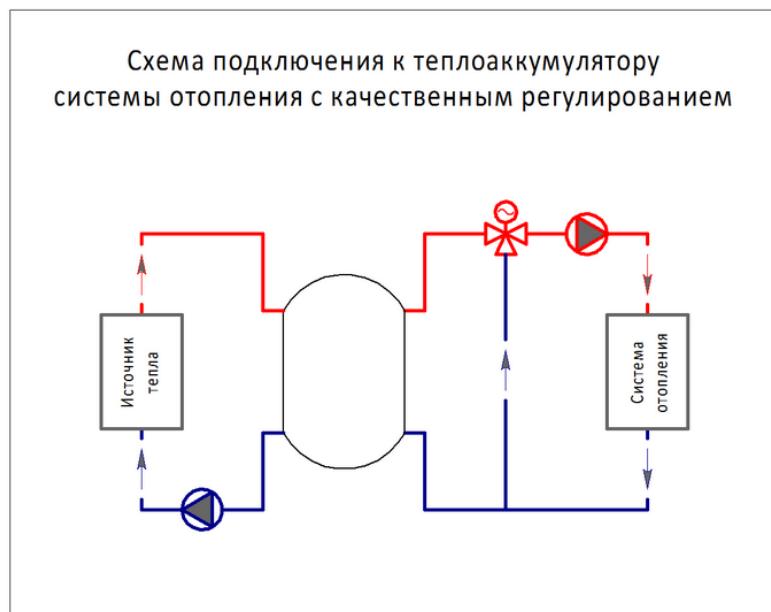 Схема подключения к теплоаккумулятору
системы отопления с качественным регулированием
Источник
тепла
Система
отопления